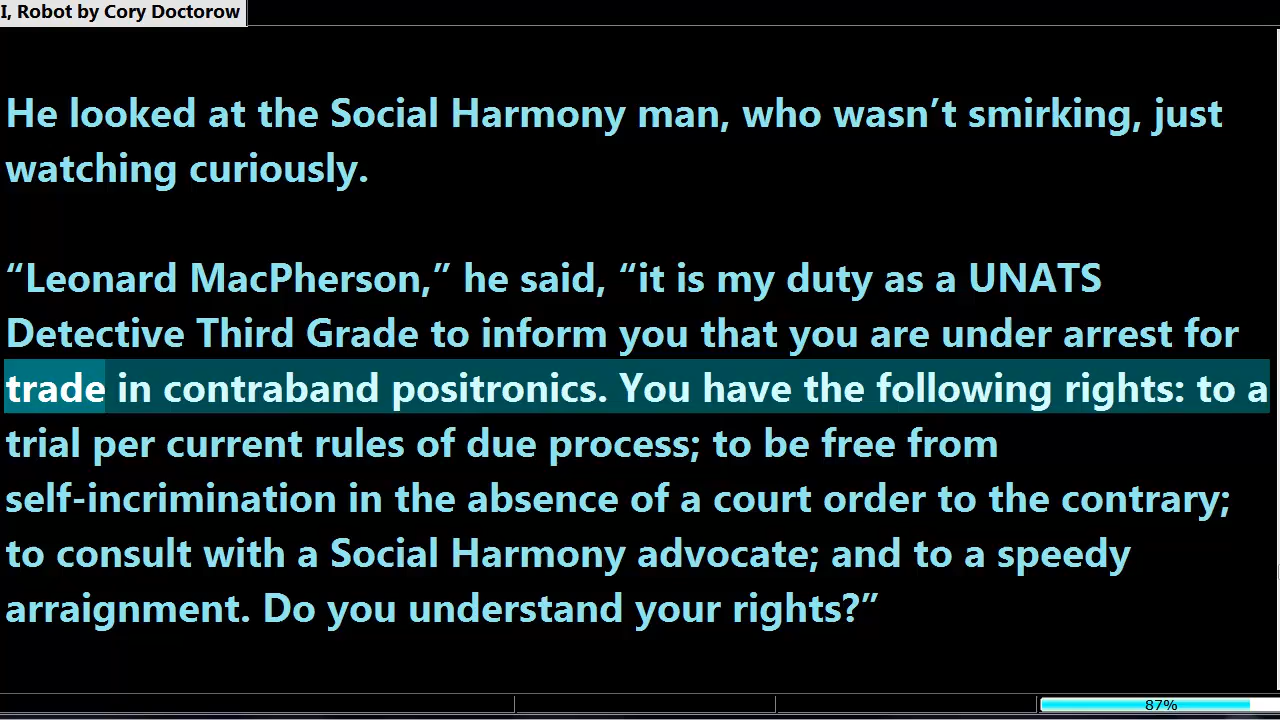 I, Robot by Cory Doctorow
He looked at the Social Harmony man, who wasn’t smirking, just
watching curiously.
“Leonard MacPherson,” he said, “it is my duty as a UNATS
Detective Third Grade to inform you that you are under arrest for
trade in contraband positronics. You have the following rights: to a
trial per current rules of due process; to be free from
self-incrimination in the absence of a court order to the contrary;
to consult with a Social Harmony advocate; and to a speedy
arraignment. Do you understand your rights?”
87%